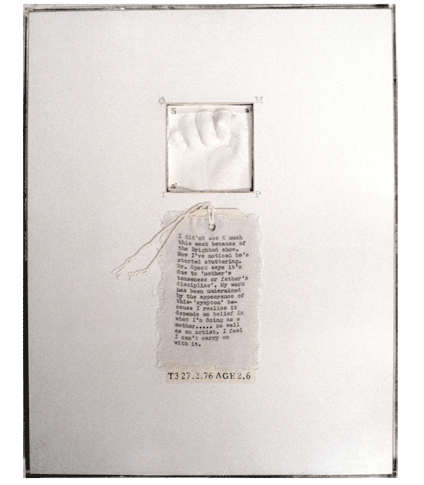 Ø M
S
a'
P
I did'nt see K much
this week because of
the Brighton show.
Now I've noticed he's
started stuttering.
Dr. Spock says it's
due to 'mother's
tenseness or father's
discipline'. My work
has been undermined
by the appearance of
this 'symptom' be-
cause I realize it
depends on belief in
what I'm doing as a
mother..... as well
as an artist. I feel
I can't carry on
with it.
T3 27.2.76 AGE 2,6